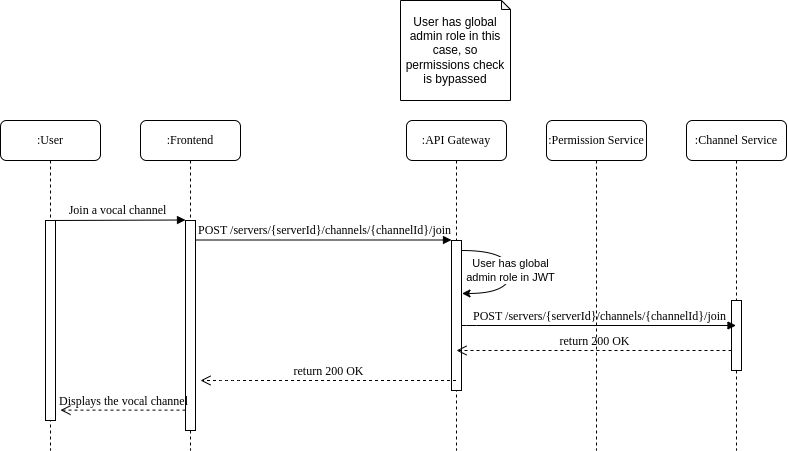 User has global
admin role in this
case, so
permissions check
is bypassed
:User
:Frontend
:API Gateway
:Permission Service
:Channel Service
Join a vocal channel
POST /servers/{serverId}/channels/{channelId}/join
User has global
admin role in JWT
POST /servers/{serverId}/channels/{channelId}/join
return 200 OK
return 200 OK
Displays the vocal channel